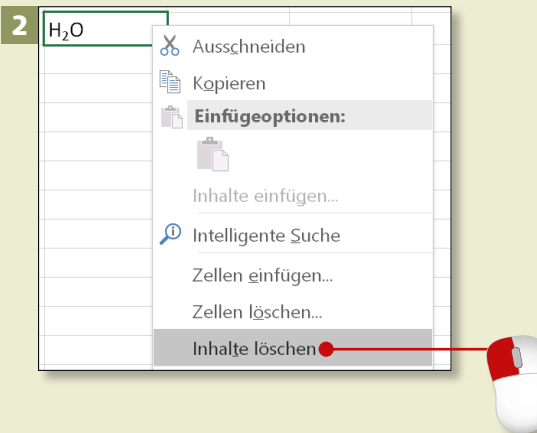 2
H₂O
Ausschneiden
Kopieren
Einfügeoptionen:
Inhalte einfügen...
Intelligente Suche
Zellen einfügen...
Zellen löschen...
Inhalte löschen